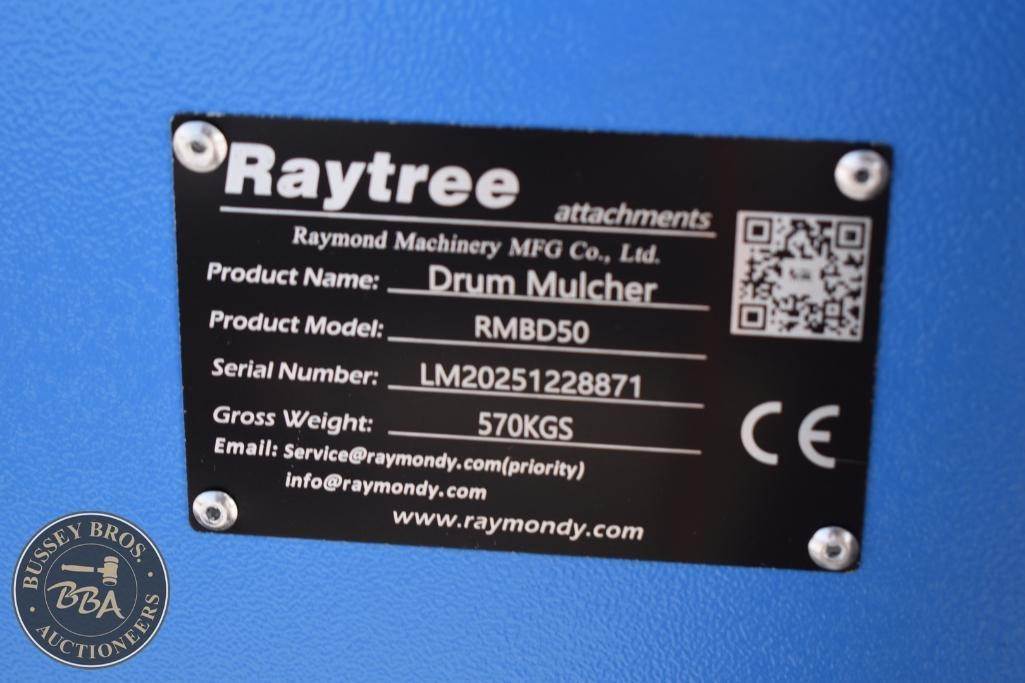 Raytree
attachments
Raymond Machinery MFG Co., Ltd.
Product Name: Drum Mulcher
Product Model: RMBD50
Serial Number: LM20251228871
Gross Weight: 570KGS
Email: Service@raymondy.com(priority)
info@raymondy.com
www.raymondy.com
CE
BUSSEY BROS.
BBA
AUCTIONEERS